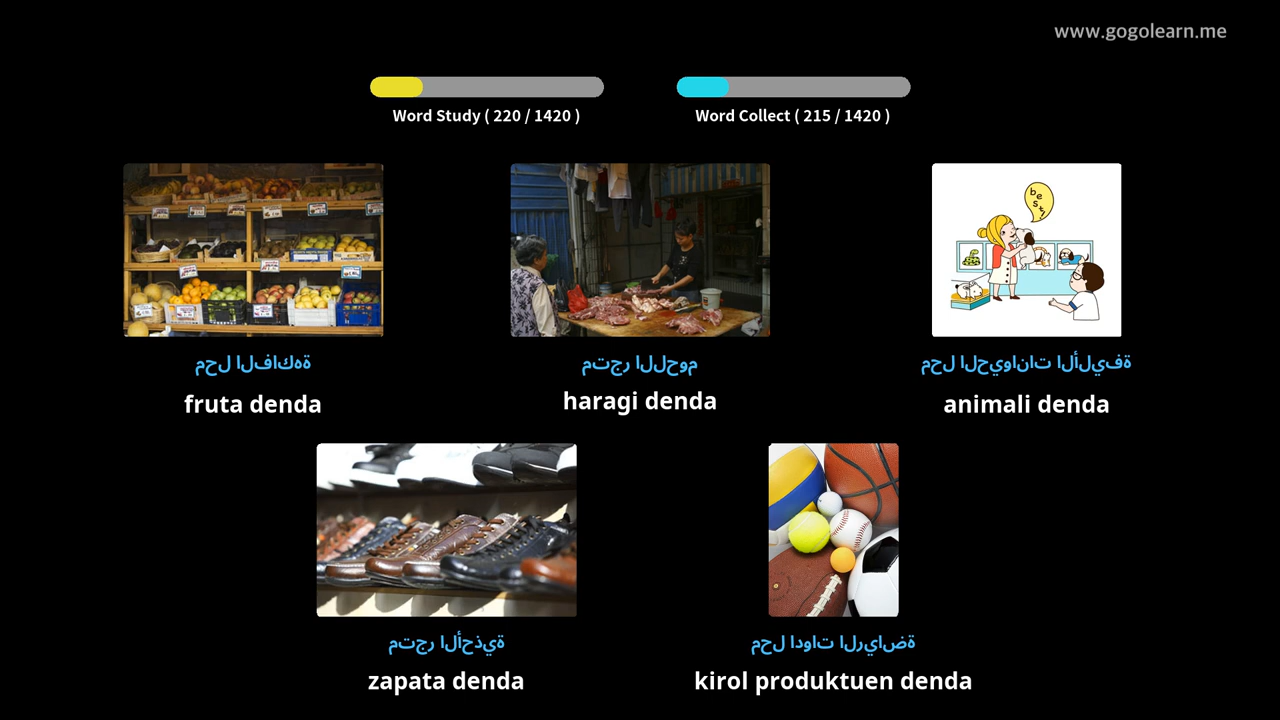 www.gogolearn.me
Word Study ( 220 / 1420 )
Word Collect ( 215 / 1420 )
best
محل الفاكهة
fruta denda
متجر اللحوم
haragi denda
محل الحيوانات الأليفة
animali denda
متجر الأحذية
zapata denda
محل ادوات الرياضة
kirol produktuen denda